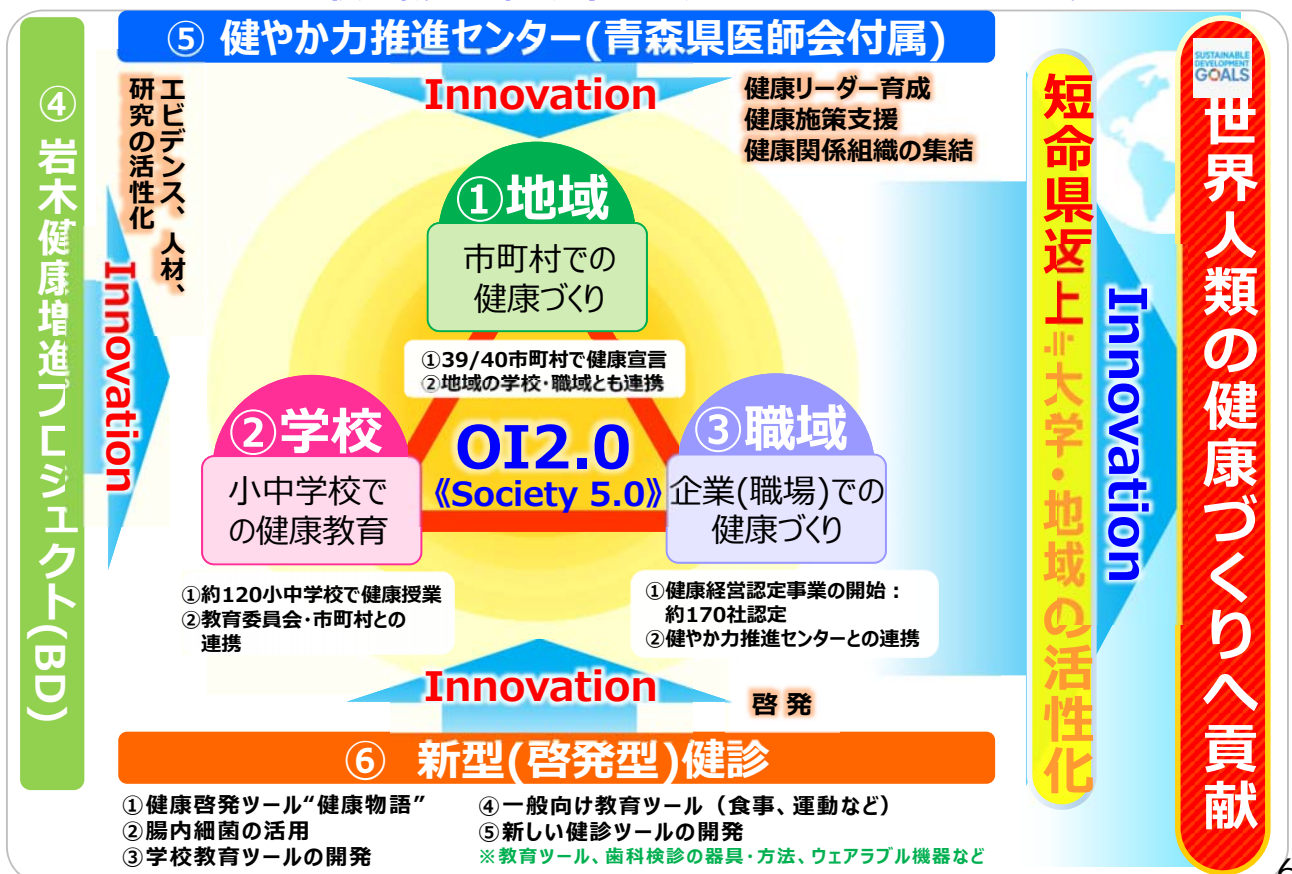 ⑤ 健やか力推進センター(青森県医師会付属)
④ 岩木健康増進プロジェクト(BD)
エビデンス、人材、
研究の活性化
Innovation
Innovation
健康リーダー育成
健康施策支援
健康関係組織の集結
①地域
市町村での
健康づくり
①39/40市町村で健康宣言
②地域の学校・職域とも連携
②学校
小中学校で
の健康教育
OI2.0
《Society 5.0》
③職域
企業(職場)での
健康づくり
①約120小中学校で健康授業
②教育委員会・市町村との
連携
①健康経営認定事業の開始：
約170社認定
②健やか力推進センターとの連携
Innovation
啓発
⑥ 新型(啓発型)健診
①健康啓発ツール“健康物語”
②腸内細菌の活用
③学校教育ツールの開発
④一般向け教育ツール（食事、運動など）
⑤新しい健診ツールの開発
※教育ツール、歯科検診の器具・方法、ウェアラブル機器など
短命県返上＝大学・地域の活性化
Innovation
SUSTAINABLE
DEVELOPMENT
GOALS
世界人類の健康づくりへ貢献